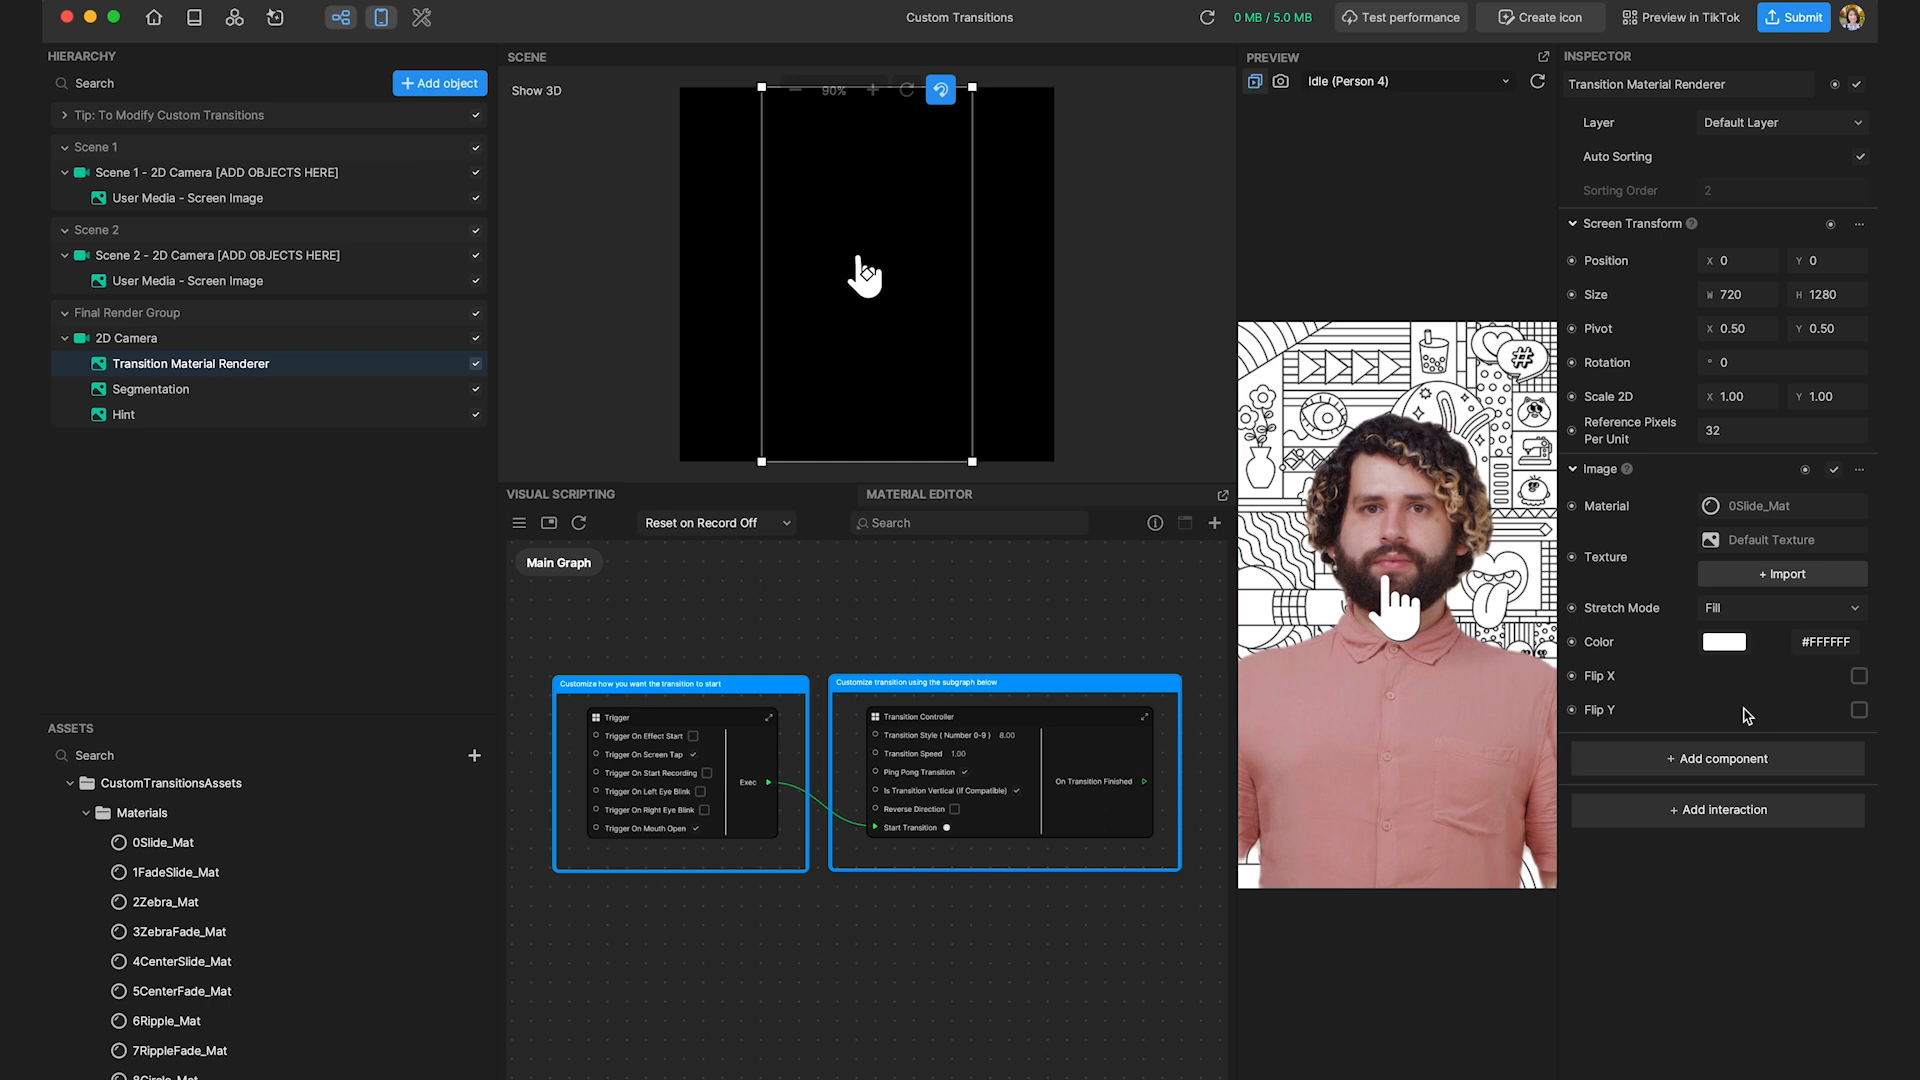 Custom Transitions
0 MB / 5.0 MB
Test performance
Create icon
Preview in TikTok
Submit
HIERARCHY
Search
Add object
Tip: To Modify Custom Transitions
Scene 1
Scene 1 - 2D Camera [ADD OBJECTS HERE]
User Media - Screen Image
Scene 2
Scene 2 - 2D Camera [ADD OBJECTS HERE]
User Media - Screen Image
Final Render Group
2D Camera
Transition Material Renderer
Segmentation
Hint
ASSETS
Search
CustomTransitionsAssets
Materials
0Slide_Mat
1FadeSlide_Mat
2Zebra_Mat
3ZebraFade_Mat
4CenterSlide_Mat
5CenterFade_Mat
6Ripple_Mat
7RippleFade_Mat
8Circle_Mat
SCENE
Show 3D
90%
VISUAL SCRIPTING
MATERIAL EDITOR
Reset on Record Off
Search
Main Graph
Customize how you want the transition to start
Trigger
Trigger On Effect Start
Trigger On Screen Tap
Trigger On Start Recording
Trigger On Left Eye Blink
Trigger On Right Eye Blink
Trigger On Mouth Open
Exec
Customize transition using the subgraph below
Transition Controller
Transition Style ( Number 0-9 ) 8.00
Transition Speed 1.00
Ping Pong Transition
Is Transition Vertical (If Compatible)
Reverse Direction
Start Transition
On Transition Finished
PREVIEW
Idle (Person 4)
#
INSPECTOR
Transition Material Renderer
Layer Default Layer
Auto Sorting
Sorting Order 2
Screen Transform
Position X 0 Y 0
Size W 720 H 1280
Pivot X 0.50 Y 0.50
Rotation ° 0
Scale 2D X 1.00 Y 1.00
Reference Pixels
Per Unit 32
Image
Material 0Slide_Mat
Texture Default Texture
+ Import
Stretch Mode Fill
Color #FFFFFF
Flip X
Flip Y
+ Add component
+ Add interaction